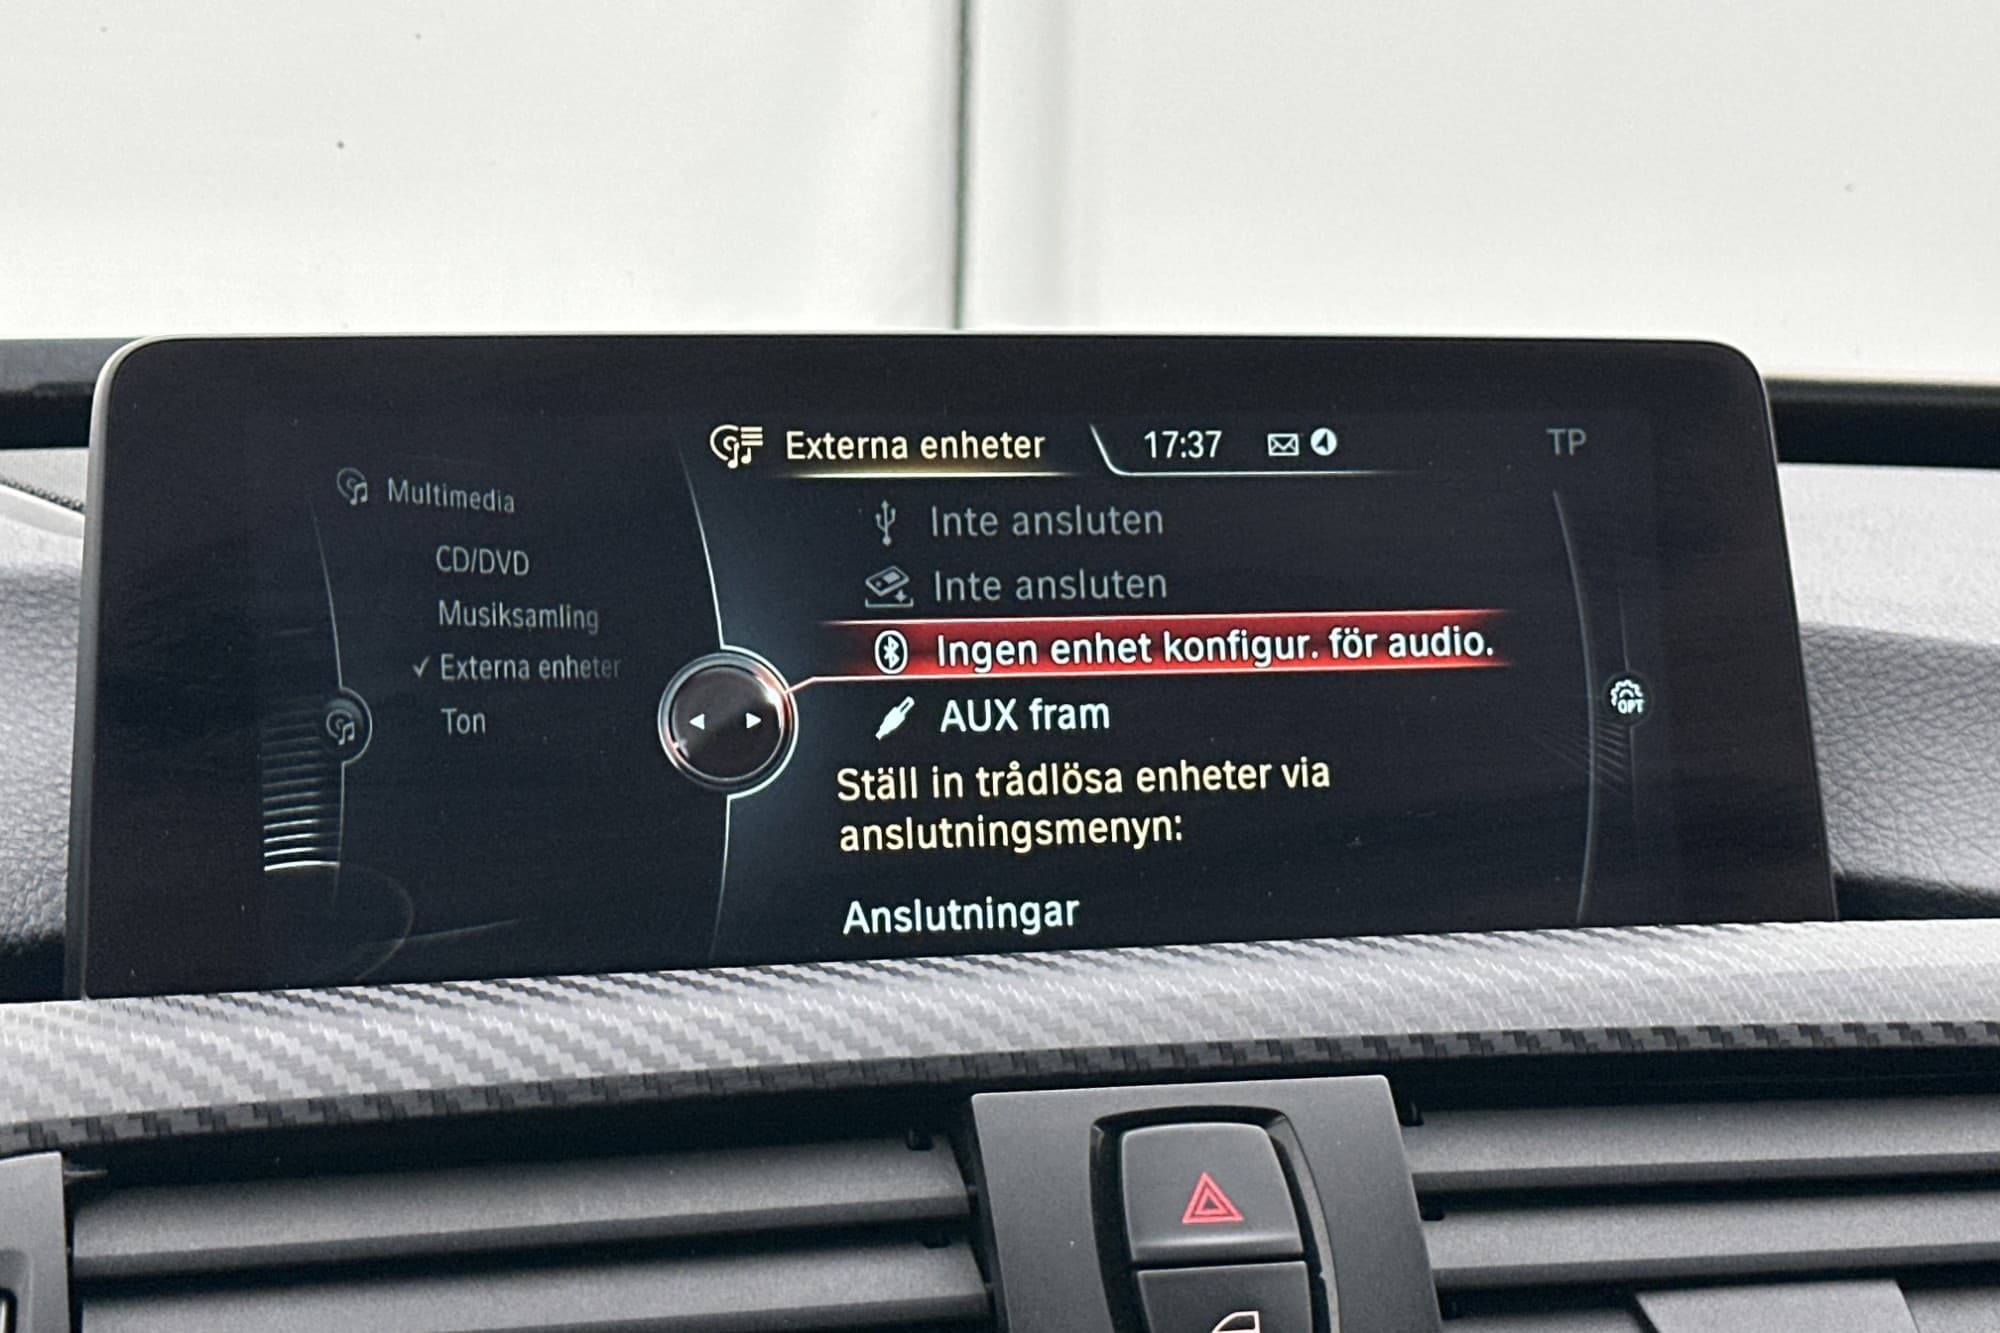 Externa enheter
17:37
TP
Multimedia
CD/DVD
Musiksamling
✓ Externa enheter
Ton
Inte ansluten
Inte ansluten
Ingen enhet konfigur. för audio.
AUX fram
Ställ in trådlösa enheter via
anslutningsmenyn:
Anslutningar
OPT